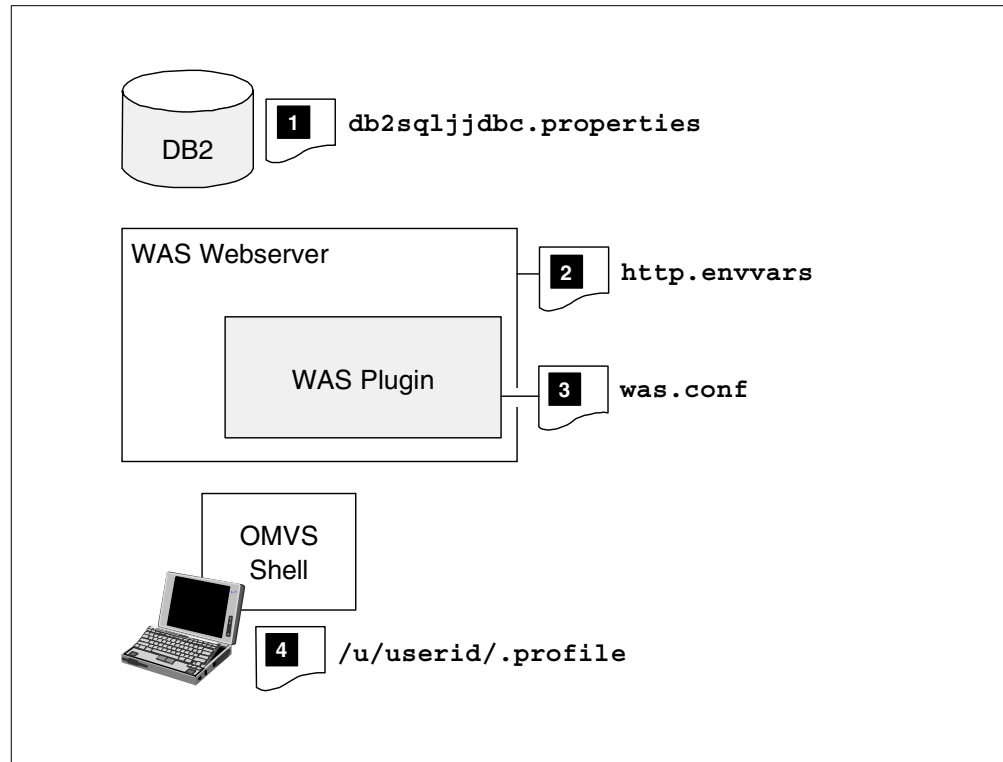 DB2
1
db2sqljjdbc.properties
WAS Webserver
2
http.envvars
WAS Plugin
3
was.conf
OMVS
Shell
4
/u/userid/.profile